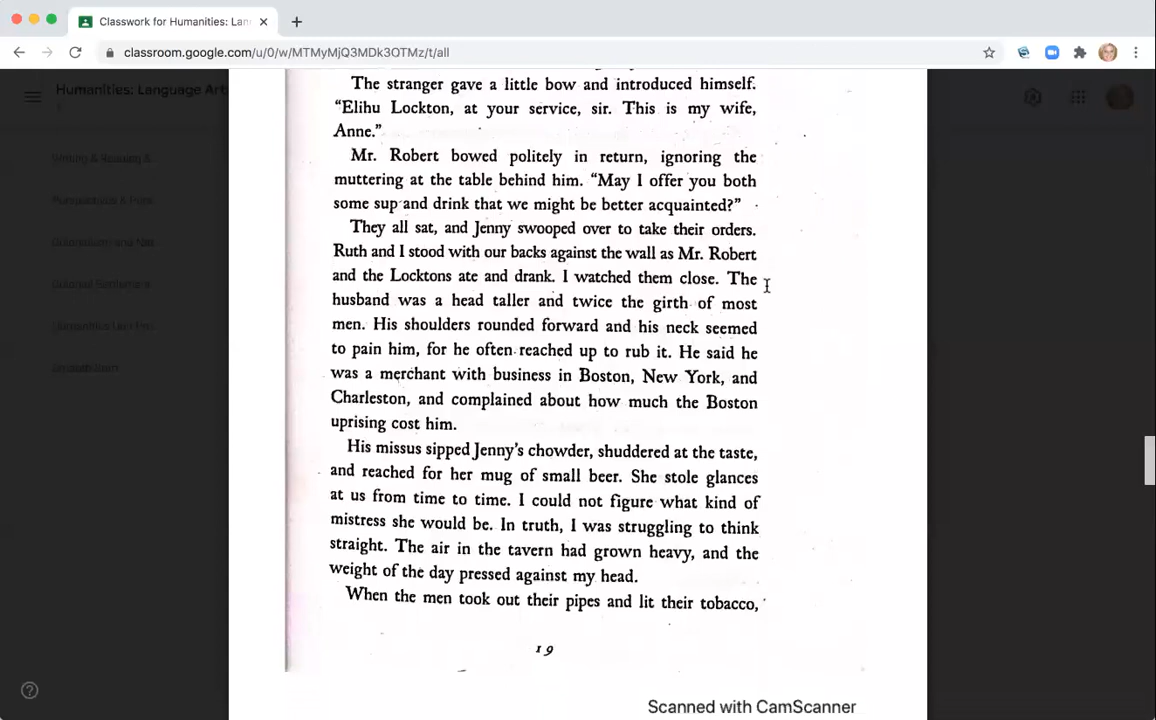 Classwork for Humanities: Lan
classroom.google.com/u/0/w/MTMyMjQ3MDk3OTMz/t/all
Humanities: Language Art
The stranger gave a little bow and introduced himself.
“Elihu Lockton, at your service, sir. This is my wife,
Anne.”
Mr. Robert bowed politely in return, ignoring the
muttering at the table behind him. “May I offer you both
some sup and drink that we might be better acquainted?”
They all sat, and Jenny swooped over to take their orders.
Ruth and I stood with our backs against the wall as Mr. Robert
and the Locktons ate and drank. I watched them close. The
husband was a head taller and twice the girth of most
men. His shoulders rounded forward and his neck seemed
to pain him, for he often reached up to rub it. He said he
was a merchant with business in Boston, New York, and
Charleston, and complained about how much the Boston
uprising cost him.
His missus sipped Jenny’s chowder, shuddered at the taste,
and reached for her mug of small beer. She stole glances
at us from time to time. I could not figure what kind of
mistress she would be. In truth, I was struggling to think
straight. The air in the tavern had grown heavy, and the
weight of the day pressed against my head.
When the men took out their pipes and lit their tobacco,
19
Scanned with CamScanner